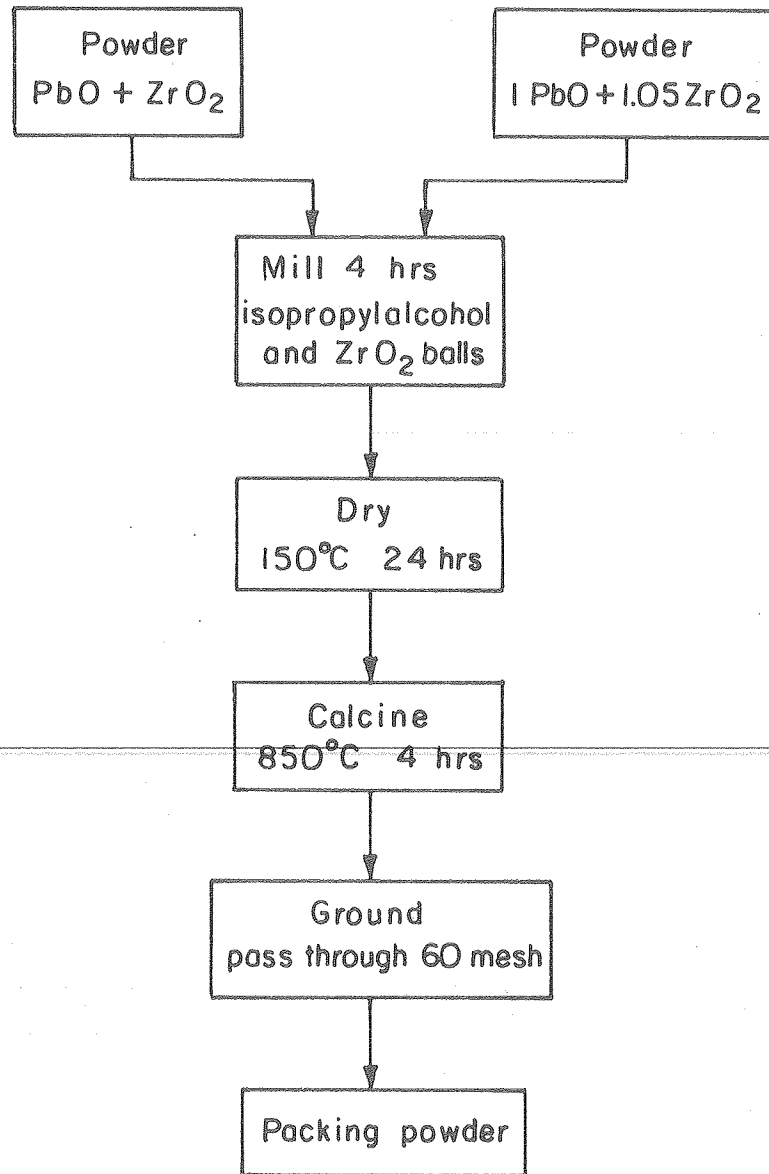 Powder
PbO + ZrO₂
Powder
1 PbO + 1.05 ZrO₂
Mill 4 hrs
isopropylalcohol
and ZrO₂ balls
Dry
150°C 24 hrs
Calcine
850°C 4 hrs
Ground
pass through 60 mesh
Packing powder